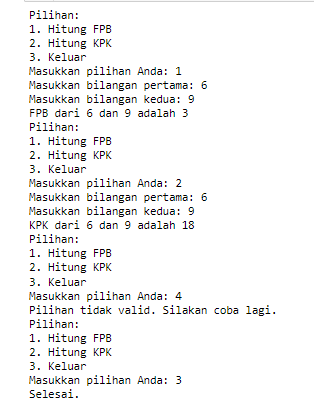 Pilihan:
1. Hitung FPB
2. Hitung KPK
3. Keluar
Masukkan pilihan Anda: 1
Masukkan bilangan pertama: 6
Masukkan bilangan kedua: 9
FPB dari 6 dan 9 adalah 3
Pilihan:
1. Hitung FPB
2. Hitung KPK
3. Keluar
Masukkan pilihan Anda: 2
Masukkan bilangan pertama: 6
Masukkan bilangan kedua: 9
KPK dari 6 dan 9 adalah 18
Pilihan:
1. Hitung FPB
2. Hitung KPK
3. Keluar
Masukkan pilihan Anda: 4
Pilihan tidak valid. Silakan coba lagi.
Pilihan:
1. Hitung FPB
2. Hitung KPK
3. Keluar
Masukkan pilihan Anda: 3
Selesai.